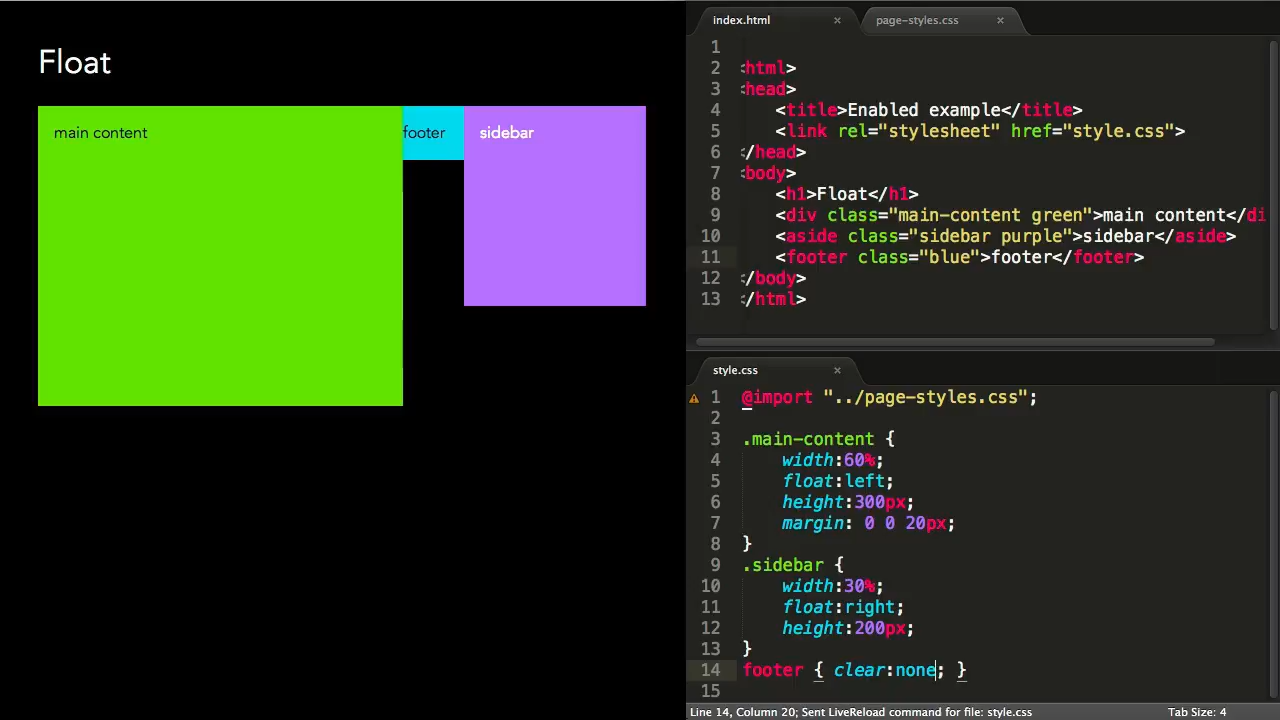 Float
main content
footer
sidebar
index.html ×
page-styles.css ×
1
2 <html>
3 <head>
4 <title>Enabled example</title>
5 <link rel="stylesheet" href="style.css">
6 </head>
7 <body>
8 <h1>Float</h1>
9 <div class="main-content green">main content</di
10 <aside class="sidebar purple">sidebar</aside>
11 <footer class="blue">footer</footer>
12 </body>
13 </html>
style.css ×
1 @import "../page-styles.css";
2
3 .main-content {
4 width:60%;
5 float:left;
6 height:300px;
7 margin: 0 0 20px;
8 }
9 .sidebar {
10 width:30%;
11 float:right;
12 height:200px;
13 }
14 footer { clear:none; }
15
Line 14, Column 20; Sent LiveReload command for file: style.css
Tab Size: 4